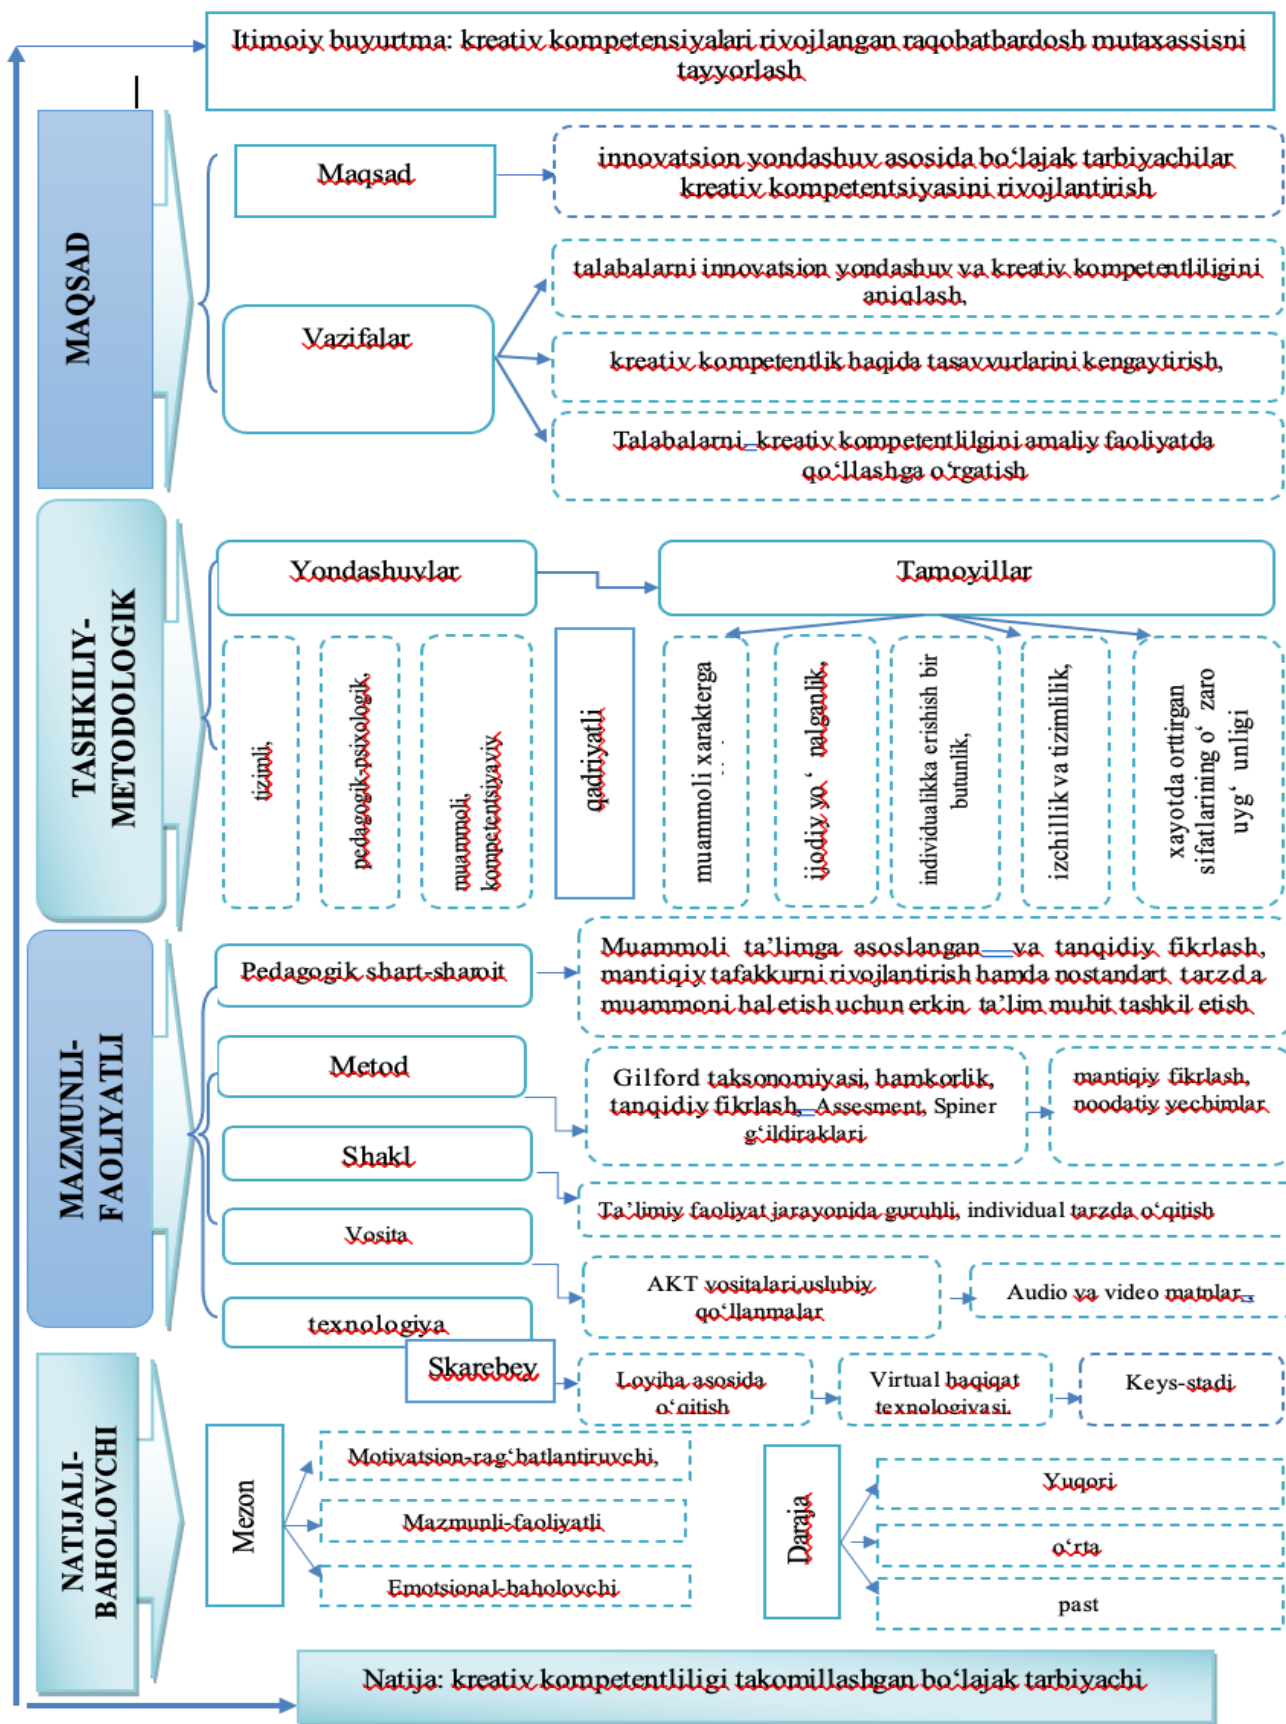 Itimoiy buyurtma: kreativ kompetensiyalari rivojlangan raqobatbardosh mutaxassisni
tayyorlash
MAQSAD
Maqsad
innovatsion yondashuv asosida bo‘lajak tarbiyachilar
kreativ kompetentsiyasini rivojlantirish
Vazifalar
talabalarni innovatsion yondashuv va kreativ kompetentliligini
aniqlash,
kreativ kompetentlik haqida tasavvurlarini kengaytirish,
Talabalarni kreativ kompetentlilgini amaliy faoliyatda
qo‘llashga o‘rgatish
TASHKILIY-
METODOLOGIK
Yondashuvlar
Tamoyillar
tizimli,
pedagogik-psixologik,
muammoli,
kompetentsiyaviy
qadriyatli
muammoli xarakterga
ijodiy yo‘ nalganlik,
individualikka erishish bir
butunlik,
izchillik va tizimlilik,
xayotda orttirgan
sifatlarining o‘ zaro
uyg‘ unligi
MAZMUNLI-
FAOLIYATLI
Pedagogik shart-sharoit
Muammoli ta’limga asoslangan va tanqidiy fikrlash,
mantiqiy tafakkurni rivojlantirish hamda nostandart tarzda
muammoni hal etish uchun erkin ta’lim muhit tashkil etish
Metod
Gilford taksonomiyasi, hamkorlik,
tanqidiy fikrlash, Assesment, Spiner
g‘ildiraklari
mantiqiy fikrlash,
noodatiy yechimlar
Shakl
Ta’limiy faoliyat jarayonida guruhli, individual tarzda o‘qitish
Vosita
AKT vositalari,uslubiy
qo‘llanmalar
Audio va video matnlar ,
texnologiya
Skarebey
Loyiha asosida
o‘qitish
Virtual haqiqat
texnologiyasi.
Keys-stadi
NATIJALI-
BAHOLOVCHI
Mezon
Motivatsion-rag‘batlantiruvchi,
Mazmunli-faoliyatli
Emotsional-baholovchi
Daraja
Yuqori
o‘rta
past
Natija: kreativ kompetentliligi takomillashgan bo‘lajak tarbiyachi